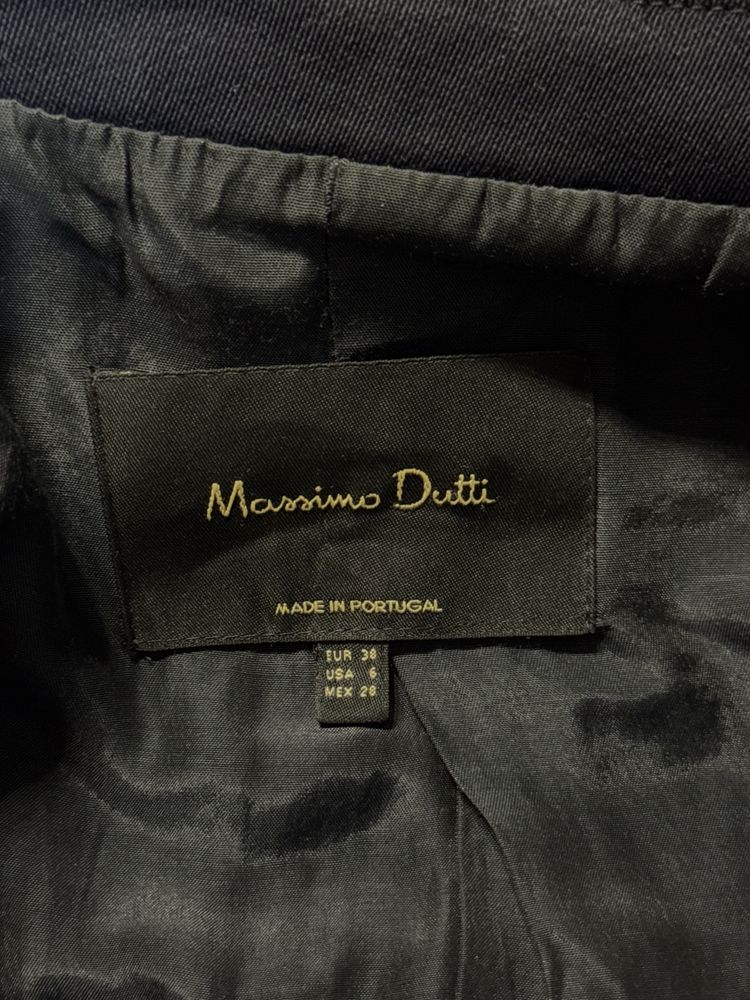 Massimo Dutti
MADE IN PORTUGAL
EUR 38
USA 6
MEX 28